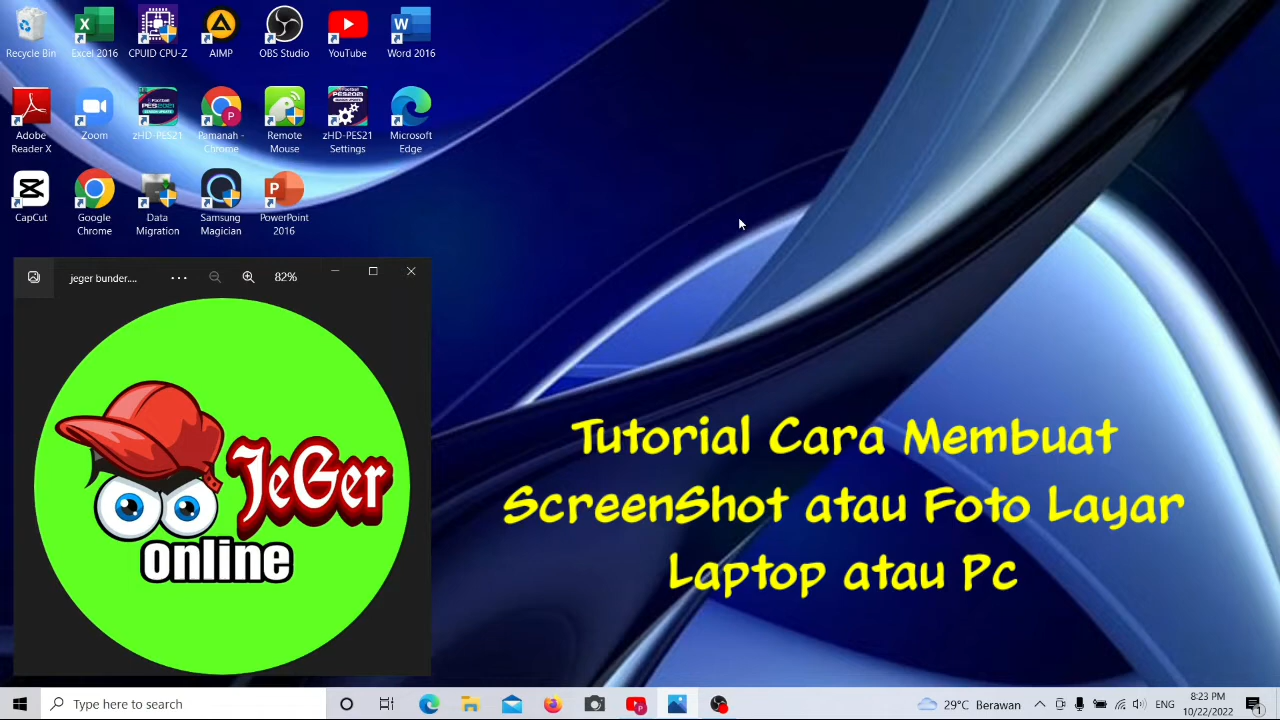 Recycle Bin
Excel 2016
CPUID CPU-Z
AIMP
OBS Studio
YouTube
Word 2016
Adobe
Reader X
Zoom
zHD-PES21
Pamanah -
Chrome
Remote
Mouse
zHD-PES21
Settings
Microsoft
Edge
CapCut
Google
Chrome
Data
Migration
Samsung
Magician
PowerPoint
2016
jeger bunder....
82%
JeGer
online
Tutorial Cara Membuat
ScreenShot atau Foto Layar
Laptop atau Pc
Type here to search
29°C Berawan
ENG
8:23 PM
10/22/2022
1